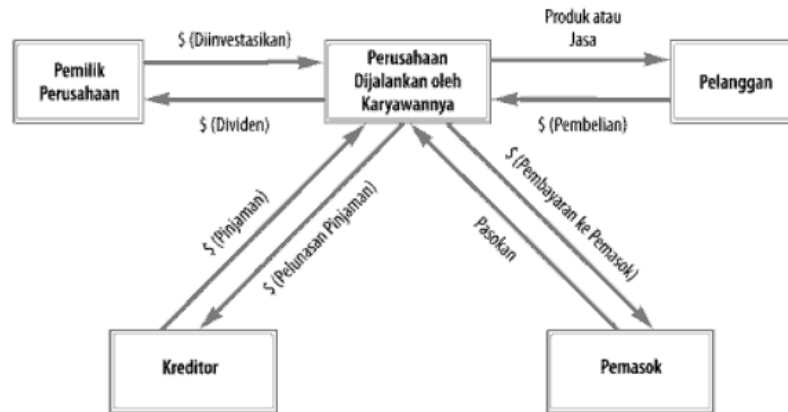 Produk atau
Jasa
$ (Diinvestasikan)
Pemilik
Perusahaan
Perusahaan
Dijalankan oleh
Karyawannya
Pelanggan
$ (Dividen)
$ (Pembelian)
$ (Pinjaman)
$ (Pelunasan Pinjaman)
Pasokan
$ (Pembayaran ke Pemasok)
Kreditor
Pemasok